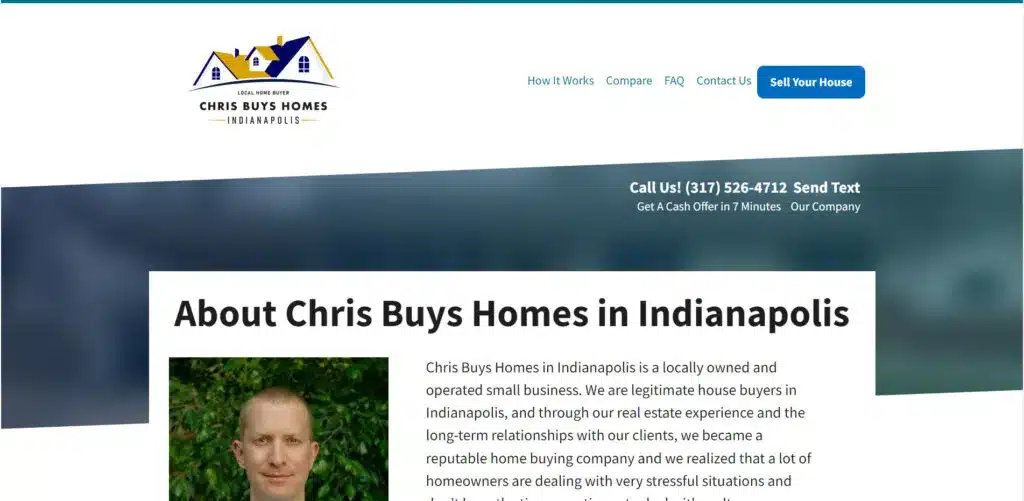 LOCAL HOME BUYER
CHRIS BUYS HOMES
INDIANAPOLIS
How It Works Compare FAQ Contact Us Sell Your House
Call Us! (317) 526-4712 Send Text
Get A Cash Offer in 7 Minutes Our Company
About Chris Buys Homes in Indianapolis
Chris Buys Homes in Indianapolis is a locally owned and
operated small business. We are legitimate house buyers in
Indianapolis, and through our real estate experience and the
long-term relationships with our clients, we became a
reputable home buying company and we realized that a lot of
homeowners are dealing with very stressful situations and